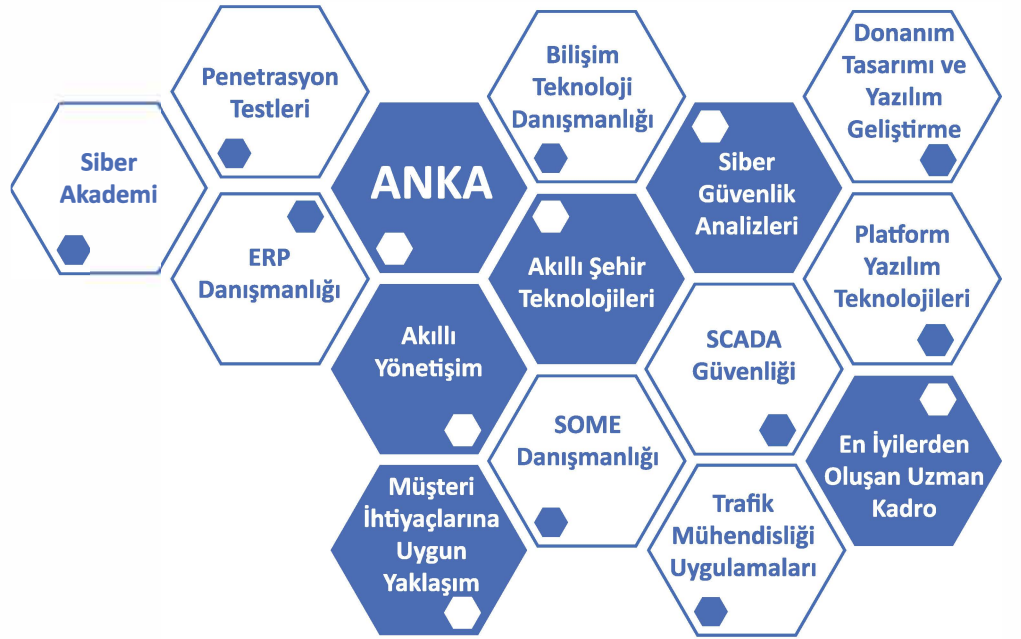 Siber
Akademi
Penetrasyon
Testleri
ERP
Danışmanlığı
ANKA
Akıllı
Yönetişim
Müşteri
İhtiyaçlarına
Uygun
Yaklaşım
Bilişim
Teknoloji
Danışmanlığı
Akıllı Şehir
Teknolojileri
SOME
Danışmanlığı
Siber
Güvenlik
Analizleri
SCADA
Güvenliği
Trafik
Mühendisliği
Uygulamaları
Donanım
Tasarımı ve
Yazılım
Geliştirme
Platform
Yazılım
Teknolojileri
En İyilerden
Oluşan Uzman
Kadro